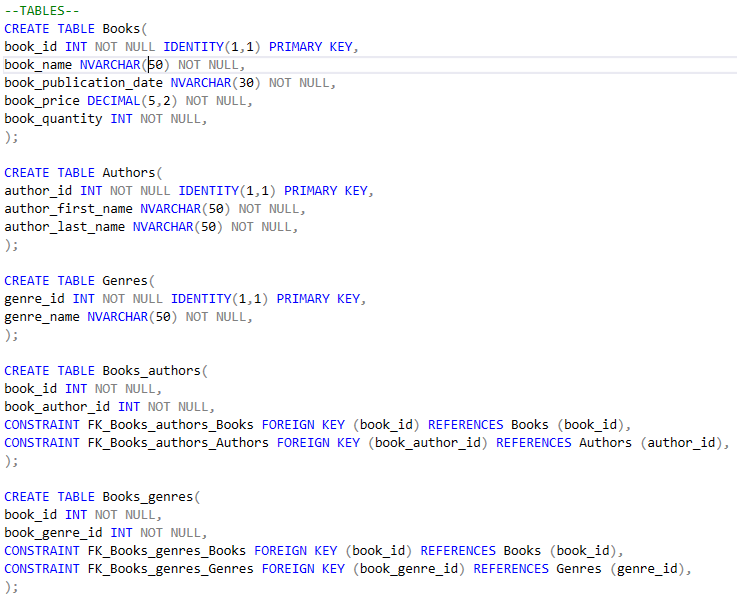 --TABLES--
CREATE TABLE Books(
book_id INT NOT NULL IDENTITY(1,1) PRIMARY KEY,
book_name NVARCHAR(50) NOT NULL,
book_publication_date NVARCHAR(30) NOT NULL,
book_price DECIMAL(5,2) NOT NULL,
book_quantity INT NOT NULL,
);
CREATE TABLE Authors(
author_id INT NOT NULL IDENTITY(1,1) PRIMARY KEY,
author_first_name NVARCHAR(50) NOT NULL,
author_last_name NVARCHAR(50) NOT NULL,
);
CREATE TABLE Genres(
genre_id INT NOT NULL IDENTITY(1,1) PRIMARY KEY,
genre_name NVARCHAR(50) NOT NULL,
);
CREATE TABLE Books_authors(
book_id INT NOT NULL,
book_author_id INT NOT NULL,
CONSTRAINT FK_Books_authors_Books FOREIGN KEY (book_id) REFERENCES Books (book_id),
CONSTRAINT FK_Books_authors_Authors FOREIGN KEY (book_author_id) REFERENCES Authors (author_id),
);
CREATE TABLE Books_genres(
book_id INT NOT NULL,
book_genre_id INT NOT NULL,
CONSTRAINT FK_Books_genres_Books FOREIGN KEY (book_id) REFERENCES Books (book_id),
CONSTRAINT FK_Books_genres_Genres FOREIGN KEY (book_genre_id) REFERENCES Genres (genre_id),
);